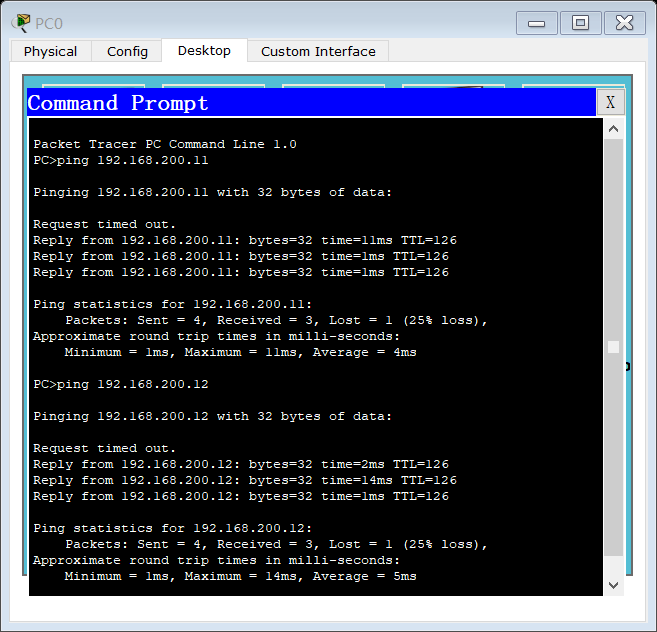 PC0
Physical Config Desktop Custom Interface
Command Prompt X
Packet Tracer PC Command Line 1.0
PC>ping 192.168.200.11
Pinging 192.168.200.11 with 32 bytes of data:
Request timed out.
Reply from 192.168.200.11: bytes=32 time=11ms TTL=126
Reply from 192.168.200.11: bytes=32 time=1ms TTL=126
Reply from 192.168.200.11: bytes=32 time=1ms TTL=126
Ping statistics for 192.168.200.11:
Packets: Sent = 4, Received = 3, Lost = 1 (25% loss),
Approximate round trip times in milli-seconds:
Minimum = 1ms, Maximum = 11ms, Average = 4ms
PC>ping 192.168.200.12
Pinging 192.168.200.12 with 32 bytes of data:
Request timed out.
Reply from 192.168.200.12: bytes=32 time=2ms TTL=126
Reply from 192.168.200.12: bytes=32 time=14ms TTL=126
Reply from 192.168.200.12: bytes=32 time=1ms TTL=126
Ping statistics for 192.168.200.12:
Packets: Sent = 4, Received = 3, Lost = 1 (25% loss),
Approximate round trip times in milli-seconds:
Minimum = 1ms, Maximum = 14ms, Average = 5ms